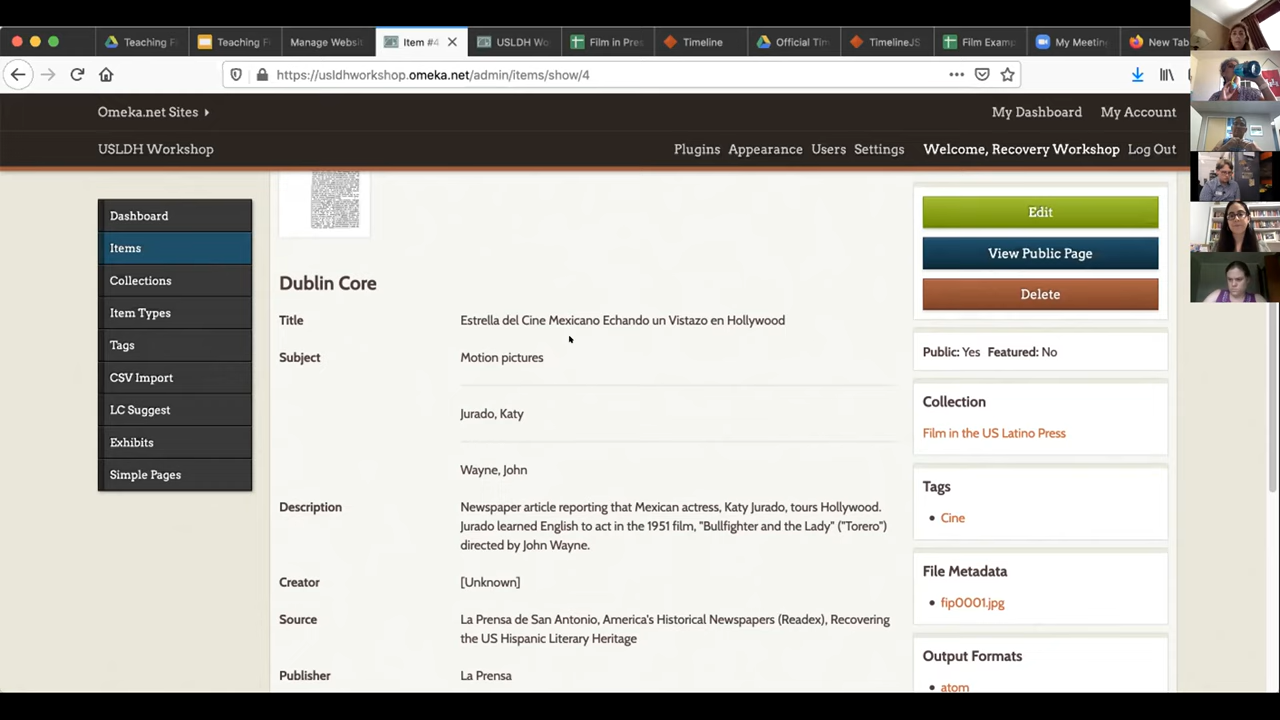 Teaching Fi
Teaching Fi
Manage Websi
Item #4
USLDH Wo
Film in Pres
Timeline
Official Tim
TimelineJS
Film Examp
My Meeting
New Tab
https://usldhworkshop.omeka.net/admin/items/show/4
Omeka.net Sites
My Dashboard
My Account
USLDH Workshop
Plugins
Appearance
Users
Settings
Welcome, Recovery Workshop
Log Out
Dashboard
Items
Collections
Item Types
Tags
CSV Import
LC Suggest
Exhibits
Simple Pages
Dublin Core
Title
Estrella del Cine Mexicano Echando un Vistazo en Hollywood
Subject
Motion pictures
Jurado, Katy
Wayne, John
Description
Newspaper article reporting that Mexican actress, Katy Jurado, tours Hollywood.
Jurado learned English to act in the 1951 film, "Bullfighter and the Lady" ("Torero")
directed by John Wayne.
Creator
[Unknown]
Source
La Prensa de San Antonio, America's Historical Newspapers (Readex), Recovering
the US Hispanic Literary Heritage
Publisher
La Prensa
Edit
View Public Page
Delete
Public: Yes Featured: No
Collection
Film in the US Latino Press
Tags
Cine
File Metadata
fip0001.jpg
Output Formats
atom